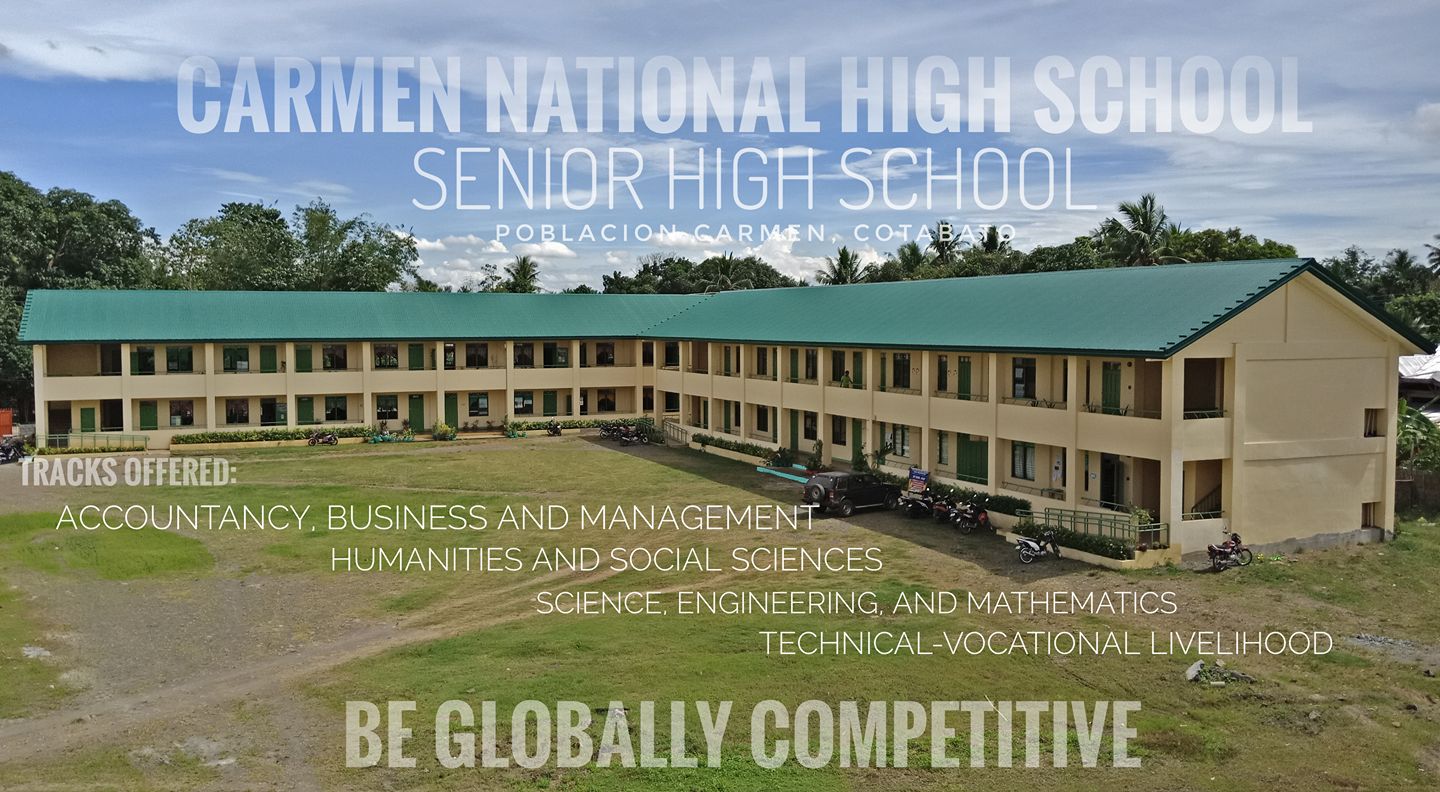 CARMEN NATIONAL HIGH SCHOOL
SENIOR HIGH SCHOOL
POBLACION CARMEN, COTABATO
TRACKS OFFERED:
ACCOUNTANCY, BUSINESS AND MANAGEMENT
HUMANITIES AND SOCIAL SCIENCES
SCIENCE, ENGINEERING, AND MATHEMATICS
TECHNICAL-VOCATIONAL LIVELIHOOD
BE GLOBALLY COMPETITIVE